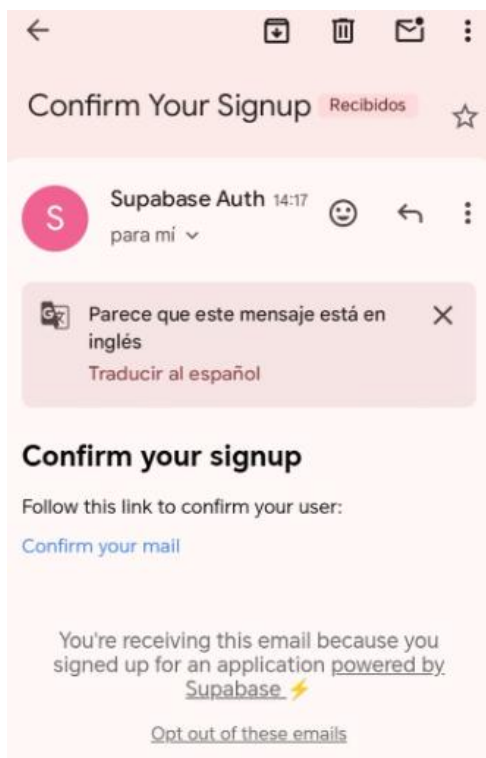 Confirm Your Signup Recibidos
S
Supabase Auth 14:17
para mí
Parece que este mensaje está en
inglés
Traducir al español
Confirm your signup
Follow this link to confirm your user:
Confirm your mail
You're receiving this email because you
signed up for an application powered by
Supabase ⚡
Opt out of these emails